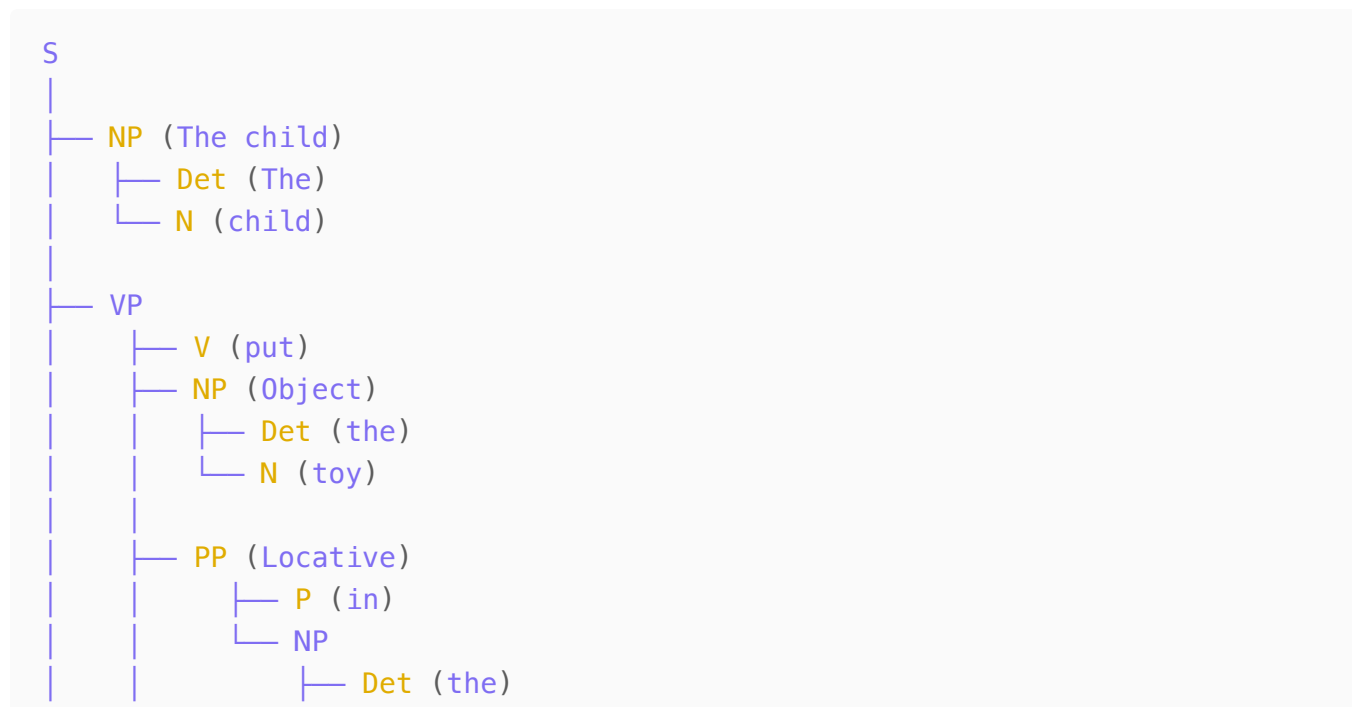 S
│
├── NP (The child)
│   ├── Det (The)
│   └── N (child)
│
├── VP
│    ├── V (put)
│    ├── NP (Object)
│    │   ├── Det (the)
│    │   └── N (toy)
│    │
│    ├── PP (Locative)
│    │     ├── P (in)
│    │     └── NP
│    │         ├── Det (the)